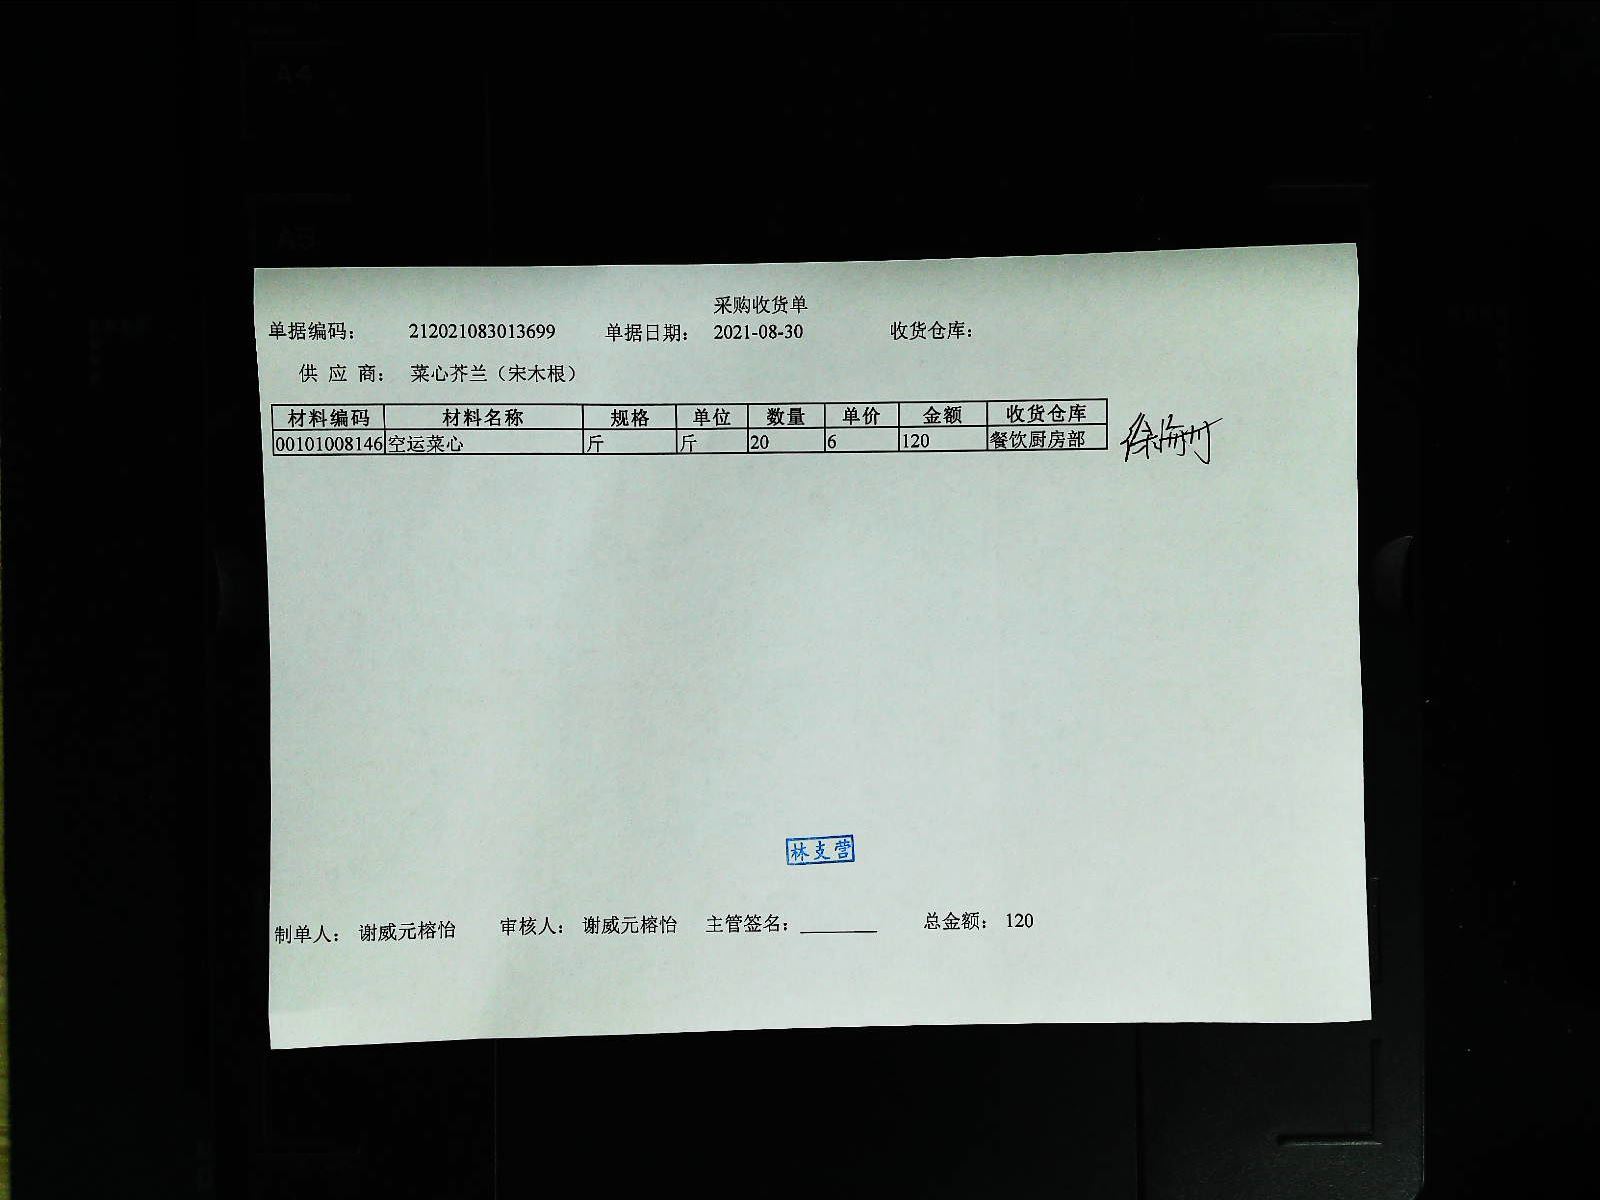 采购收货单
单据编码: 212021083013699 单据日期: 2021-08-30 收货仓库:
供 应 商: 菜心芥兰（宋木根）
材料编码 材料名称 规格 单位 数量 单价 金额 收货仓库
00101008146 空运菜心 斤 斤 20 6 120 餐饮厨房部
林支营
制单人: 谢威元榕怡 审核人: 谢威元榕怡 主管签名: 总金额: 120